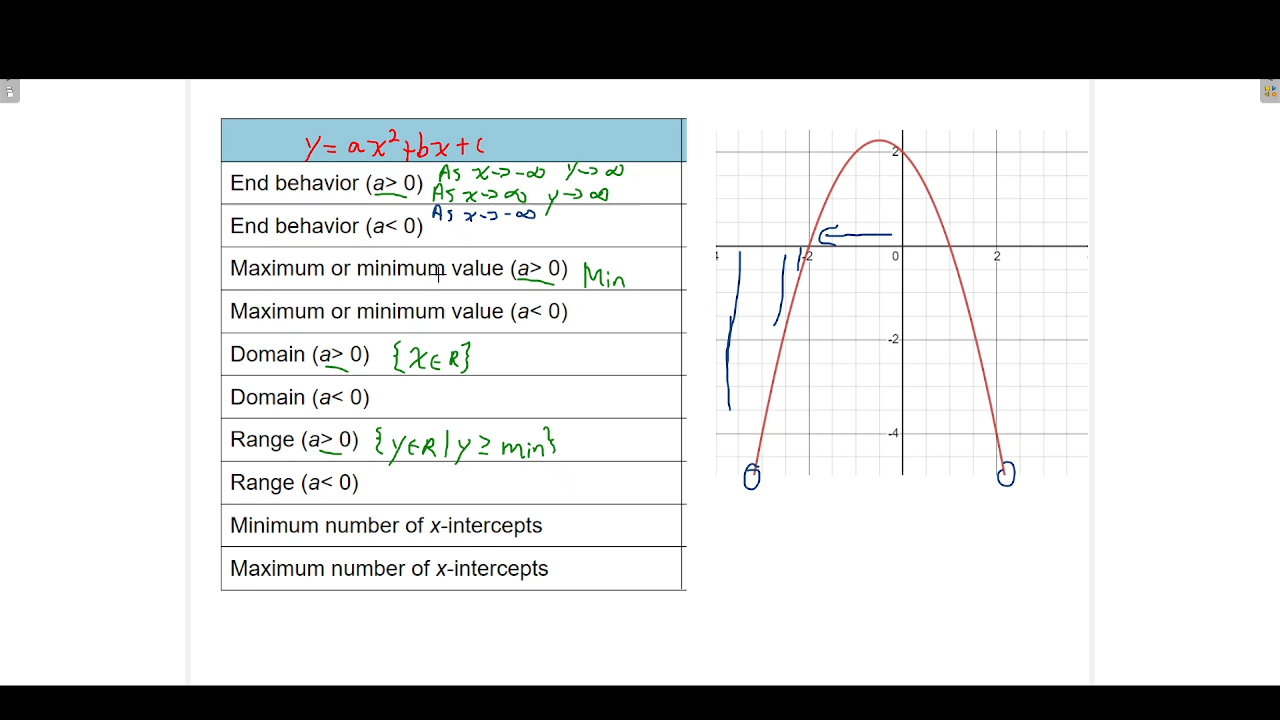 y = ax²+bx+c
End behavior (a> 0) As x→-∞ y→∞
As x→∞ y→∞
End behavior (a< 0) As x→-∞
Maximum or minimum value (a> 0) Min
Maximum or minimum value (a< 0)
Domain (a> 0) {x∈R}
Domain (a< 0)
Range (a> 0) {y∈R | y ≥ min}
Range (a< 0)
Minimum number of x-intercepts
Maximum number of x-intercepts
2
4 -2 0 2
-2
-4